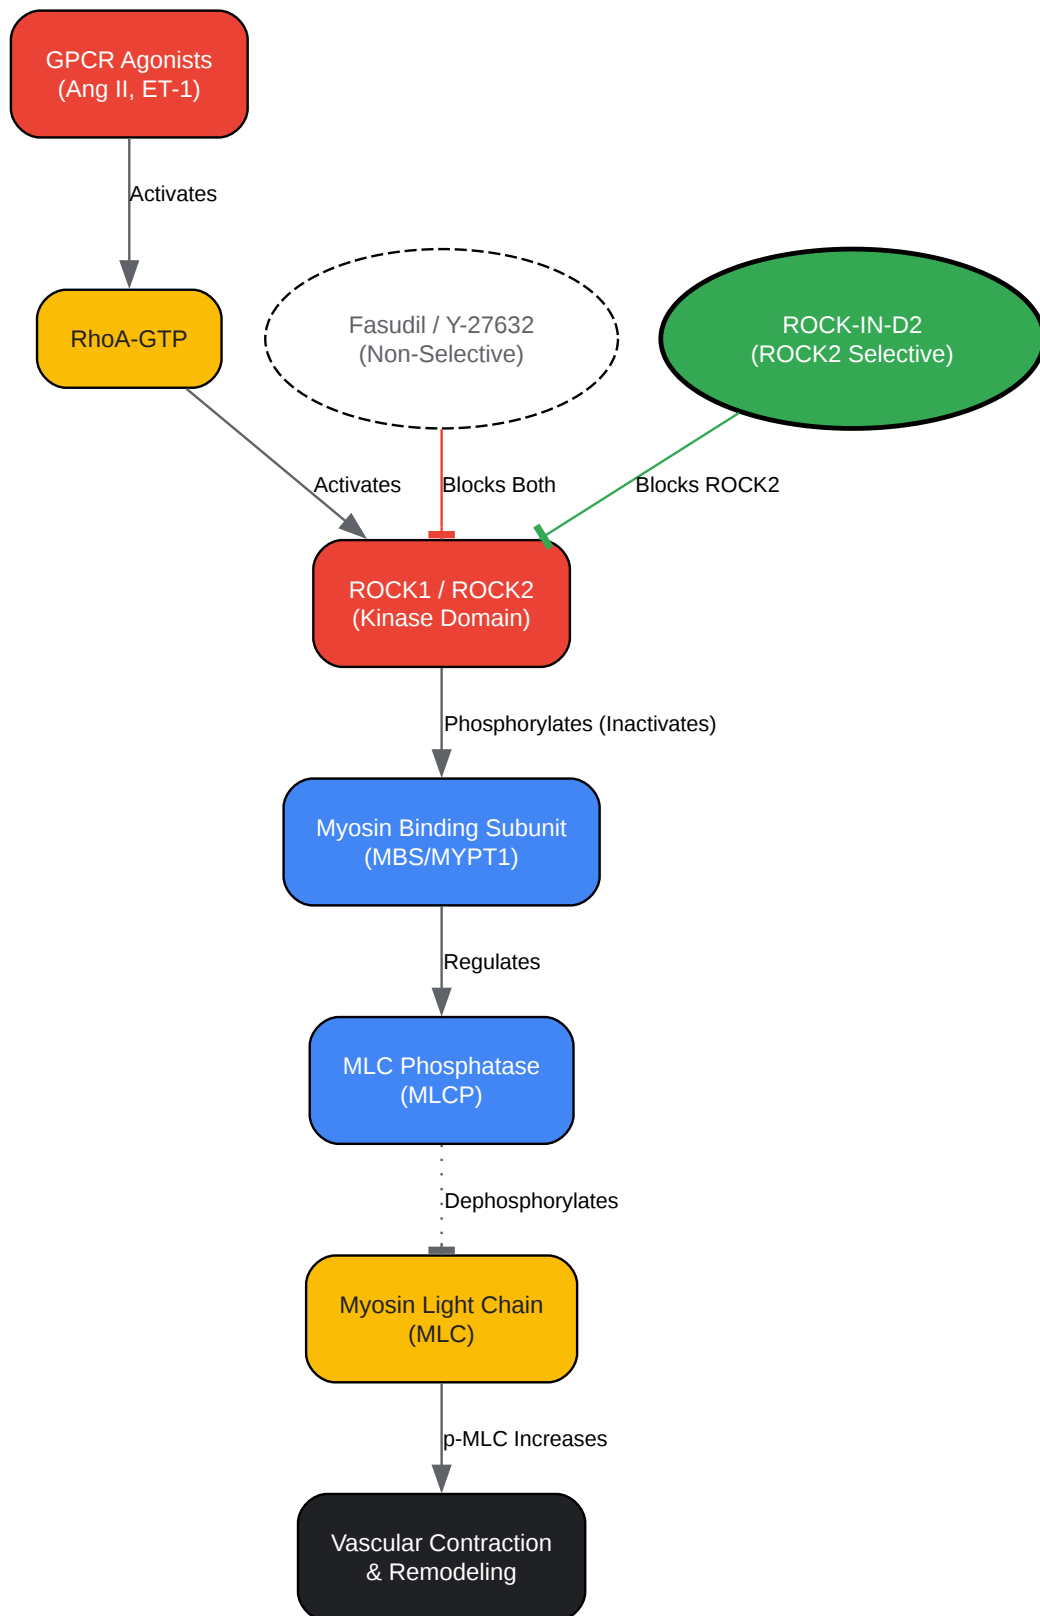 GPCR Agonists
(Ang II, ET-1)
Activates
RhoA-GTP
Fasudil / Y-27632
(Non-Selective)
ROCK-IN-D2
(ROCK2 Selective)
Activates
Blocks Both
Blocks ROCK2
ROCK1 / ROCK2
(Kinase Domain)
Phosphorylates (Inactivates)
Myosin Binding Subunit
(MBS/MYPT1)
Regulates
MLC Phosphatase
(MLCP)
Dephosphorylates
Myosin Light Chain
(MLC)
p-MLC Increases
Vascular Contraction
& Remodeling